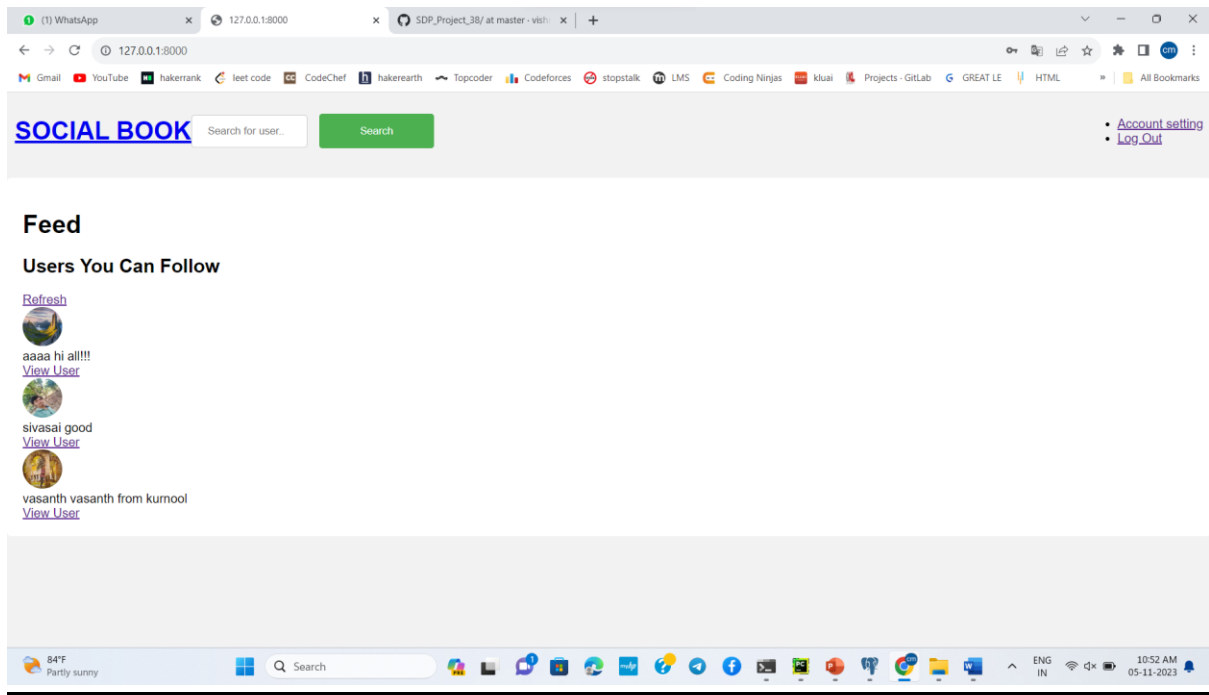 (1) WhatsApp
127.0.0.1:8000
SDP_Project_38/ at master · vish
127.0.0.1:8000
cm
Gmail YouTube hakerrank leet code CodeChef hakerearth Topcoder Codeforces stopstalk LMS Coding Ninjas kluai Projects · GitLab GREAT LE HTML » All Bookmarks
SOCIAL BOOK Search for user.. Search
Account setting
Log Out
Feed
Users You Can Follow
Refresh
aaaa hi all!!!
View User
sivasai good
View User
vasanth vasanth from kurnool
View User
84°F
Partly sunny
Search
ENG
IN
10:52 AM
05-11-2023